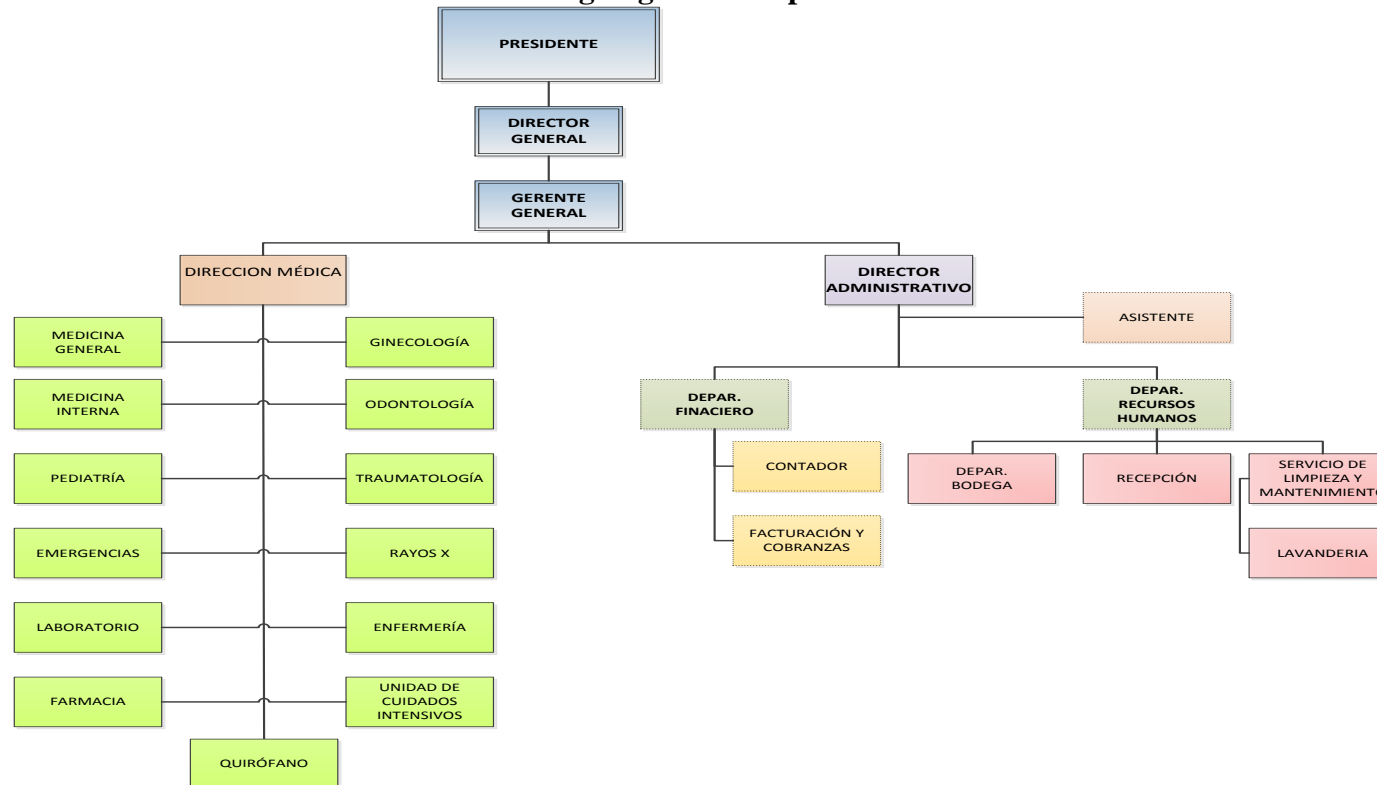 PRESIDENTE
DIRECTOR
GENERAL
GERENTE
GENERAL
DIRECCION MÉDICA
DIRECTOR
ADMINISTRATIVO
ASISTENTE
MEDICINA
GENERAL
GINECOLOGÍA
MEDICINA
INTERNA
ODONTOLOGÍA
DEPAR.
FINACIERO
DEPAR.
RECURSOS
HUMANOS
PEDIATRÍA
TRAUMATOLOGÍA
CONTADOR
DEPAR.
BODEGA
RECEPCIÓN
SERVICIO DE
LIMPIEZA Y
MANTENIMIENTO
EMERGENCIAS
RAYOS X
FACTURACIÓN Y
COBRANZAS
LAVANDERIA
LABORATORIO
ENFERMERÍA
FARMACIA
UNIDAD DE
CUIDADOS
INTENSIVOS
QUIRÓFANO